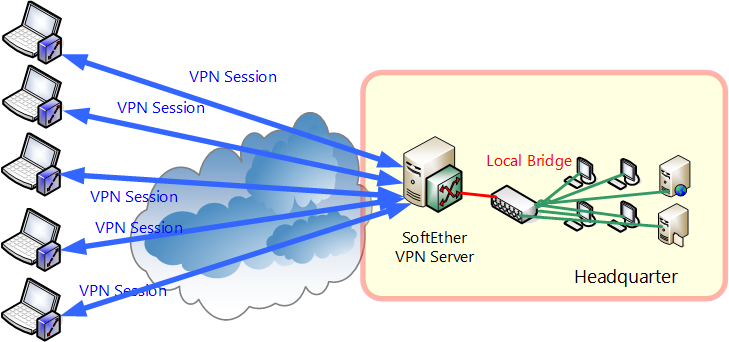 VPN Session
VPN Session
Local Bridge
VPN Session
VPN Session
SoftEther
VPN Server
Headquarter
VPN Session